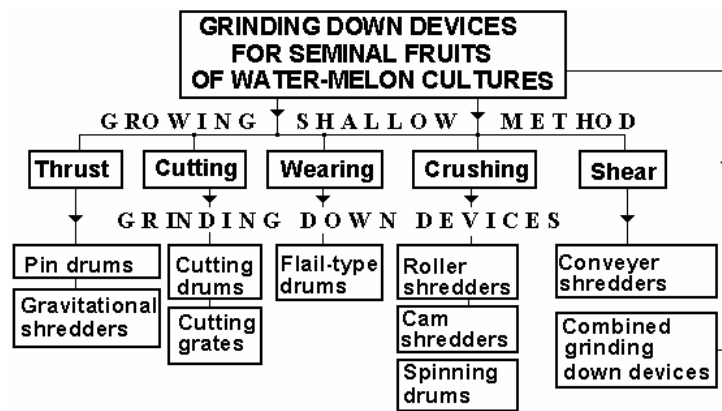 GRINDING DOWN DEVICES
FOR SEMINAL FRUITS
OF WATER-MELON CULTURES
GROWING SHALLOW METHOD
Thrust
Cutting
Wearing
Crushing
Shear
GRINDING DOWN DEVICES
Pin drums
Gravitational
shredders
Cutting
drums
Cutting
grates
Flail-type
drums
Roller
shredders
Cam
shredders
Spinning
drums
Conveyer
shredders
Combined
grinding
down devices